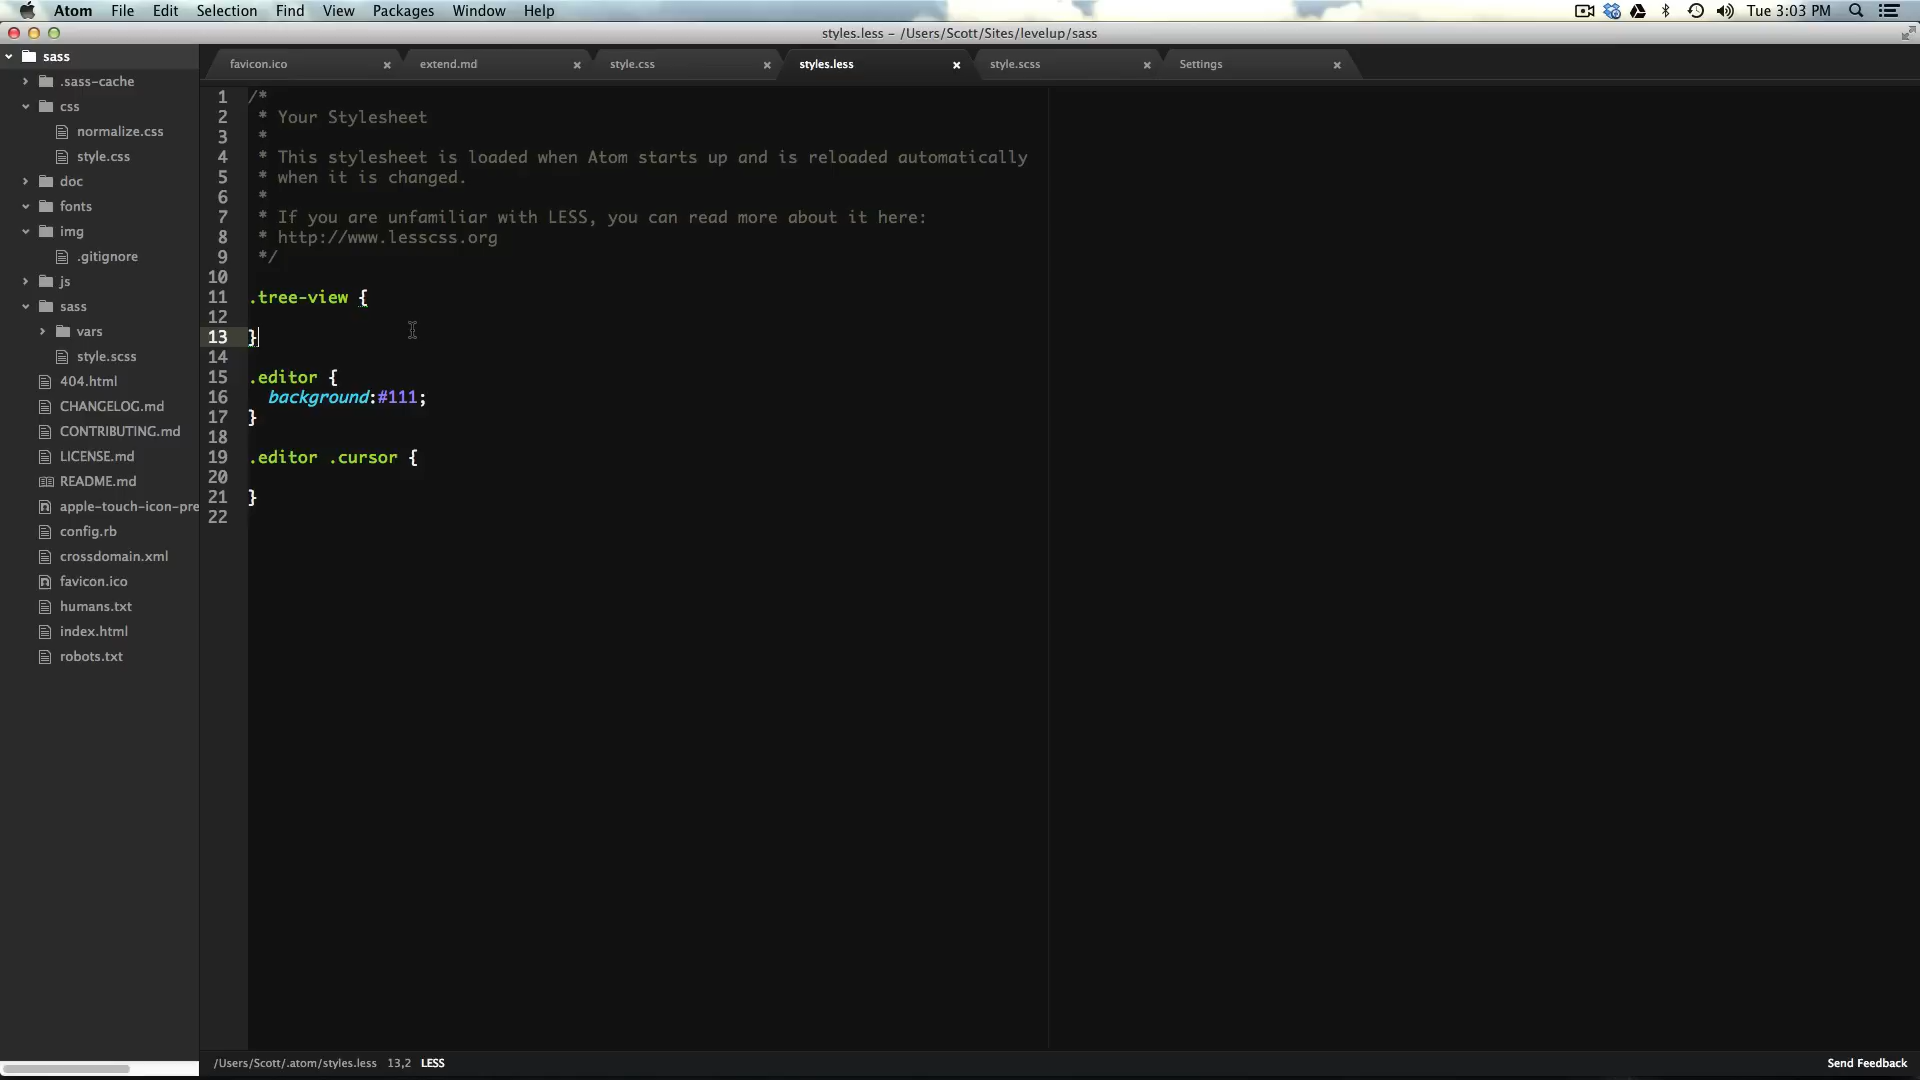 Atom File Edit Selection Find View Packages Window Help Tue 3:03 PM
styles.less – /Users/Scott/Sites/levelup/sass
sass
.sass-cache
css
normalize.css
style.css
doc
fonts
img
.gitignore
js
sass
vars
style.scss
404.html
CHANGELOG.md
CONTRIBUTING.md
LICENSE.md
README.md
apple-touch-icon-pre
config.rb
crossdomain.xml
favicon.ico
humans.txt
index.html
robots.txt
favicon.ico extend.md style.css styles.less style.scss Settings
1 /*
2 * Your Stylesheet
3 *
4 * This stylesheet is loaded when Atom starts up and is reloaded automatically
5 * when it is changed.
6 *
7 * If you are unfamiliar with LESS, you can read more about it here:
8 * http://www.lesscss.org
9 */
10
11 .tree-view {
12
13 }
14
15 .editor {
16 background:#111;
17 }
18
19 .editor .cursor {
20
21 }
22
/Users/Scott/.atom/styles.less 13,2 LESS Send Feedback